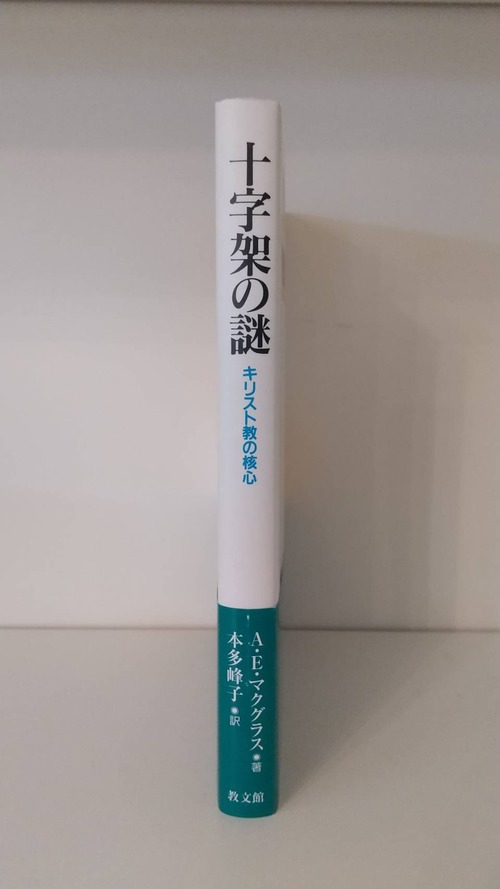 十字架の謎
キリスト教の核心
A・E・マクグラス●著
本多峰子●訳
教文館